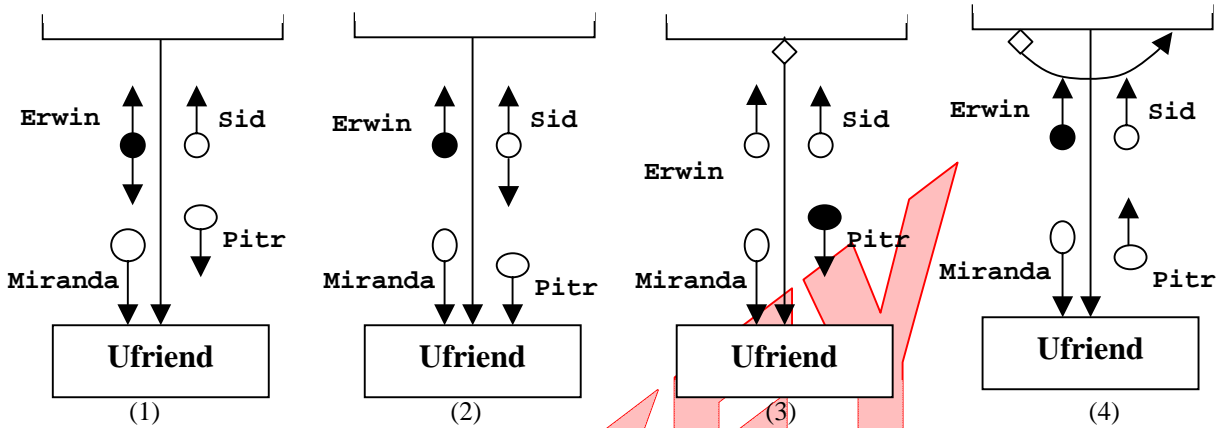 Erwin Sid
Pitr
Miranda
Ufriend
(1)
Erwin Sid
Miranda Pitr
Ufriend
(2)
Sid
Erwin
Pitr
Miranda
Ufriend
(3)
Erwin Sid
Miranda Pitr
Ufriend
(4)